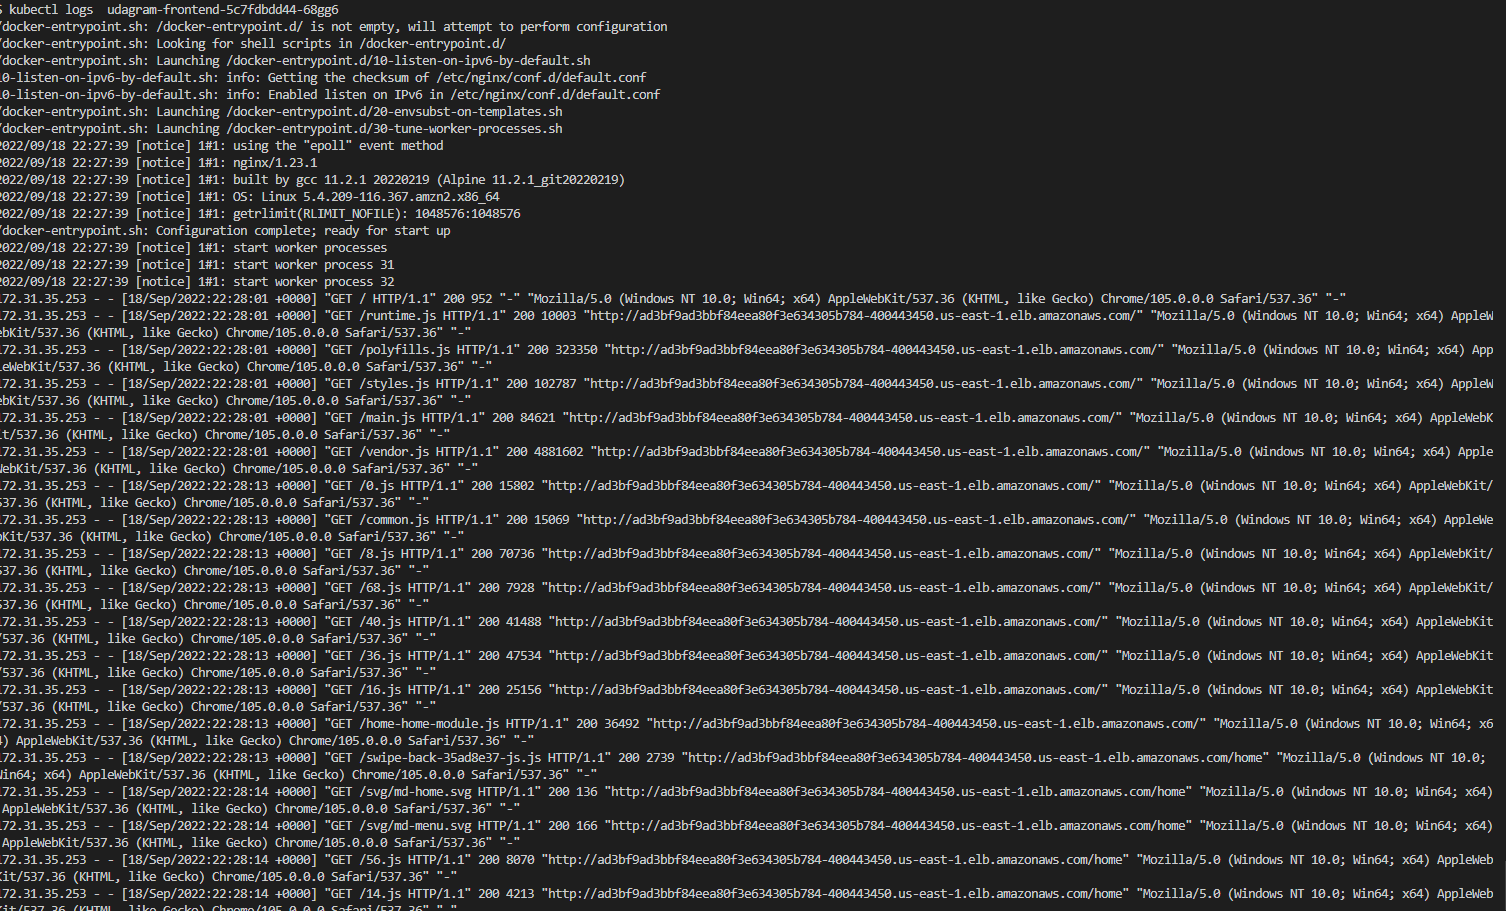 $ kubectl logs  udagram-frontend-5c7fdbdd44-68gg6
/docker-entrypoint.sh: /docker-entrypoint.d/ is not empty, will attempt to perform configuration
/docker-entrypoint.sh: Looking for shell scripts in /docker-entrypoint.d/
/docker-entrypoint.sh: Launching /docker-entrypoint.d/10-listen-on-ipv6-by-default.sh
10-listen-on-ipv6-by-default.sh: info: Getting the checksum of /etc/nginx/conf.d/default.conf
10-listen-on-ipv6-by-default.sh: info: Enabled listen on IPv6 in /etc/nginx/conf.d/default.conf
/docker-entrypoint.sh: Launching /docker-entrypoint.d/20-envsubst-on-templates.sh
/docker-entrypoint.sh: Launching /docker-entrypoint.d/30-tune-worker-processes.sh
2022/09/18 22:27:39 [notice] 1#1: using the "epoll" event method
2022/09/18 22:27:39 [notice] 1#1: nginx/1.23.1
2022/09/18 22:27:39 [notice] 1#1: built by gcc 11.2.1 20220219 (Alpine 11.2.1_git20220219)
2022/09/18 22:27:39 [notice] 1#1: OS: Linux 5.4.209-116.367.amzn2.x86_64
2022/09/18 22:27:39 [notice] 1#1: getrlimit(RLIMIT_NOFILE): 1048576:1048576
/docker-entrypoint.sh: Configuration complete; ready for start up
2022/09/18 22:27:39 [notice] 1#1: start worker processes
2022/09/18 22:27:39 [notice] 1#1: start worker process 31
2022/09/18 22:27:39 [notice] 1#1: start worker process 32
172.31.35.253 - - [18/Sep/2022:22:28:01 +0000] "GET / HTTP/1.1" 200 952 "-" "Mozilla/5.0 (Windows NT 10.0; Win64; x64) AppleWebKit/537.36 (KHTML, like Gecko) Chrome/105.0.0.0 Safari/537.36" "-"
172.31.35.253 - - [18/Sep/2022:22:28:01 +0000] "GET /runtime.js HTTP/1.1" 200 10003 "http://ad3bf9ad3bbf84eea80f3e634305b784-400443450.us-east-1.elb.amazonaws.com/" "Mozilla/5.0 (Windows NT 10.0; Win64; x64) AppleW
ebKit/537.36 (KHTML, like Gecko) Chrome/105.0.0.0 Safari/537.36" "-"
172.31.35.253 - - [18/Sep/2022:22:28:01 +0000] "GET /polyfills.js HTTP/1.1" 200 323350 "http://ad3bf9ad3bbf84eea80f3e634305b784-400443450.us-east-1.elb.amazonaws.com/" "Mozilla/5.0 (Windows NT 10.0; Win64; x64) App
leWebKit/537.36 (KHTML, like Gecko) Chrome/105.0.0.0 Safari/537.36" "-"
172.31.35.253 - - [18/Sep/2022:22:28:01 +0000] "GET /styles.js HTTP/1.1" 200 102787 "http://ad3bf9ad3bbf84eea80f3e634305b784-400443450.us-east-1.elb.amazonaws.com/" "Mozilla/5.0 (Windows NT 10.0; Win64; x64) AppleW
ebKit/537.36 (KHTML, like Gecko) Chrome/105.0.0.0 Safari/537.36" "-"
172.31.35.253 - - [18/Sep/2022:22:28:01 +0000] "GET /main.js HTTP/1.1" 200 84621 "http://ad3bf9ad3bbf84eea80f3e634305b784-400443450.us-east-1.elb.amazonaws.com/" "Mozilla/5.0 (Windows NT 10.0; Win64; x64) AppleWebK
it/537.36 (KHTML, like Gecko) Chrome/105.0.0.0 Safari/537.36" "-"
172.31.35.253 - - [18/Sep/2022:22:28:01 +0000] "GET /vendor.js HTTP/1.1" 200 4881602 "http://ad3bf9ad3bbf84eea80f3e634305b784-400443450.us-east-1.elb.amazonaws.com/" "Mozilla/5.0 (Windows NT 10.0; Win64; x64) Apple
WebKit/537.36 (KHTML, like Gecko) Chrome/105.0.0.0 Safari/537.36" "-"
172.31.35.253 - - [18/Sep/2022:22:28:13 +0000] "GET /0.js HTTP/1.1" 200 15802 "http://ad3bf9ad3bbf84eea80f3e634305b784-400443450.us-east-1.elb.amazonaws.com/" "Mozilla/5.0 (Windows NT 10.0; Win64; x64) AppleWebKit/
537.36 (KHTML, like Gecko) Chrome/105.0.0.0 Safari/537.36" "-"
172.31.35.253 - - [18/Sep/2022:22:28:13 +0000] "GET /common.js HTTP/1.1" 200 15069 "http://ad3bf9ad3bbf84eea80f3e634305b784-400443450.us-east-1.elb.amazonaws.com/" "Mozilla/5.0 (Windows NT 10.0; Win64; x64) AppleWe
bKit/537.36 (KHTML, like Gecko) Chrome/105.0.0.0 Safari/537.36" "-"
172.31.35.253 - - [18/Sep/2022:22:28:13 +0000] "GET /8.js HTTP/1.1" 200 70736 "http://ad3bf9ad3bbf84eea80f3e634305b784-400443450.us-east-1.elb.amazonaws.com/" "Mozilla/5.0 (Windows NT 10.0; Win64; x64) AppleWebKit/
537.36 (KHTML, like Gecko) Chrome/105.0.0.0 Safari/537.36" "-"
172.31.35.253 - - [18/Sep/2022:22:28:13 +0000] "GET /68.js HTTP/1.1" 200 7928 "http://ad3bf9ad3bbf84eea80f3e634305b784-400443450.us-east-1.elb.amazonaws.com/" "Mozilla/5.0 (Windows NT 10.0; Win64; x64) AppleWebKit/
537.36 (KHTML, like Gecko) Chrome/105.0.0.0 Safari/537.36" "-"
172.31.35.253 - - [18/Sep/2022:22:28:13 +0000] "GET /40.js HTTP/1.1" 200 41488 "http://ad3bf9ad3bbf84eea80f3e634305b784-400443450.us-east-1.elb.amazonaws.com/" "Mozilla/5.0 (Windows NT 10.0; Win64; x64) AppleWebKit
/537.36 (KHTML, like Gecko) Chrome/105.0.0.0 Safari/537.36" "-"
172.31.35.253 - - [18/Sep/2022:22:28:13 +0000] "GET /36.js HTTP/1.1" 200 47534 "http://ad3bf9ad3bbf84eea80f3e634305b784-400443450.us-east-1.elb.amazonaws.com/" "Mozilla/5.0 (Windows NT 10.0; Win64; x64) AppleWebKit
/537.36 (KHTML, like Gecko) Chrome/105.0.0.0 Safari/537.36" "-"
172.31.35.253 - - [18/Sep/2022:22:28:13 +0000] "GET /16.js HTTP/1.1" 200 25156 "http://ad3bf9ad3bbf84eea80f3e634305b784-400443450.us-east-1.elb.amazonaws.com/" "Mozilla/5.0 (Windows NT 10.0; Win64; x64) AppleWebKit
/537.36 (KHTML, like Gecko) Chrome/105.0.0.0 Safari/537.36" "-"
172.31.35.253 - - [18/Sep/2022:22:28:13 +0000] "GET /home-home-module.js HTTP/1.1" 200 36492 "http://ad3bf9ad3bbf84eea80f3e634305b784-400443450.us-east-1.elb.amazonaws.com/" "Mozilla/5.0 (Windows NT 10.0; Win64; x6
4) AppleWebKit/537.36 (KHTML, like Gecko) Chrome/105.0.0.0 Safari/537.36" "-"
172.31.35.253 - - [18/Sep/2022:22:28:13 +0000] "GET /swipe-back-35ad8e37-js.js HTTP/1.1" 200 2739 "http://ad3bf9ad3bbf84eea80f3e634305b784-400443450.us-east-1.elb.amazonaws.com/home" "Mozilla/5.0 (Windows NT 10.0; 
Win64; x64) AppleWebKit/537.36 (KHTML, like Gecko) Chrome/105.0.0.0 Safari/537.36" "-"
172.31.35.253 - - [18/Sep/2022:22:28:14 +0000] "GET /svg/md-home.svg HTTP/1.1" 200 136 "http://ad3bf9ad3bbf84eea80f3e634305b784-400443450.us-east-1.elb.amazonaws.com/home" "Mozilla/5.0 (Windows NT 10.0; Win64; x64)
 AppleWebKit/537.36 (KHTML, like Gecko) Chrome/105.0.0.0 Safari/537.36" "-"
172.31.35.253 - - [18/Sep/2022:22:28:14 +0000] "GET /svg/md-menu.svg HTTP/1.1" 200 166 "http://ad3bf9ad3bbf84eea80f3e634305b784-400443450.us-east-1.elb.amazonaws.com/home" "Mozilla/5.0 (Windows NT 10.0; Win64; x64)
 AppleWebKit/537.36 (KHTML, like Gecko) Chrome/105.0.0.0 Safari/537.36" "-"
172.31.35.253 - - [18/Sep/2022:22:28:14 +0000] "GET /56.js HTTP/1.1" 200 8070 "http://ad3bf9ad3bbf84eea80f3e634305b784-400443450.us-east-1.elb.amazonaws.com/home" "Mozilla/5.0 (Windows NT 10.0; Win64; x64) AppleWeb
Kit/537.36 (KHTML, like Gecko) Chrome/105.0.0.0 Safari/537.36" "-"
172.31.35.253 - - [18/Sep/2022:22:28:14 +0000] "GET /14.js HTTP/1.1" 200 4213 "http://ad3bf9ad3bbf84eea80f3e634305b784-400443450.us-east-1.elb.amazonaws.com/home" "Mozilla/5.0 (Windows NT 10.0; Win64; x64) AppleWeb
Kit/537.36 (KHTML, like Gecko) Chrome/105.0.0.0 Safari/537.36" "-"